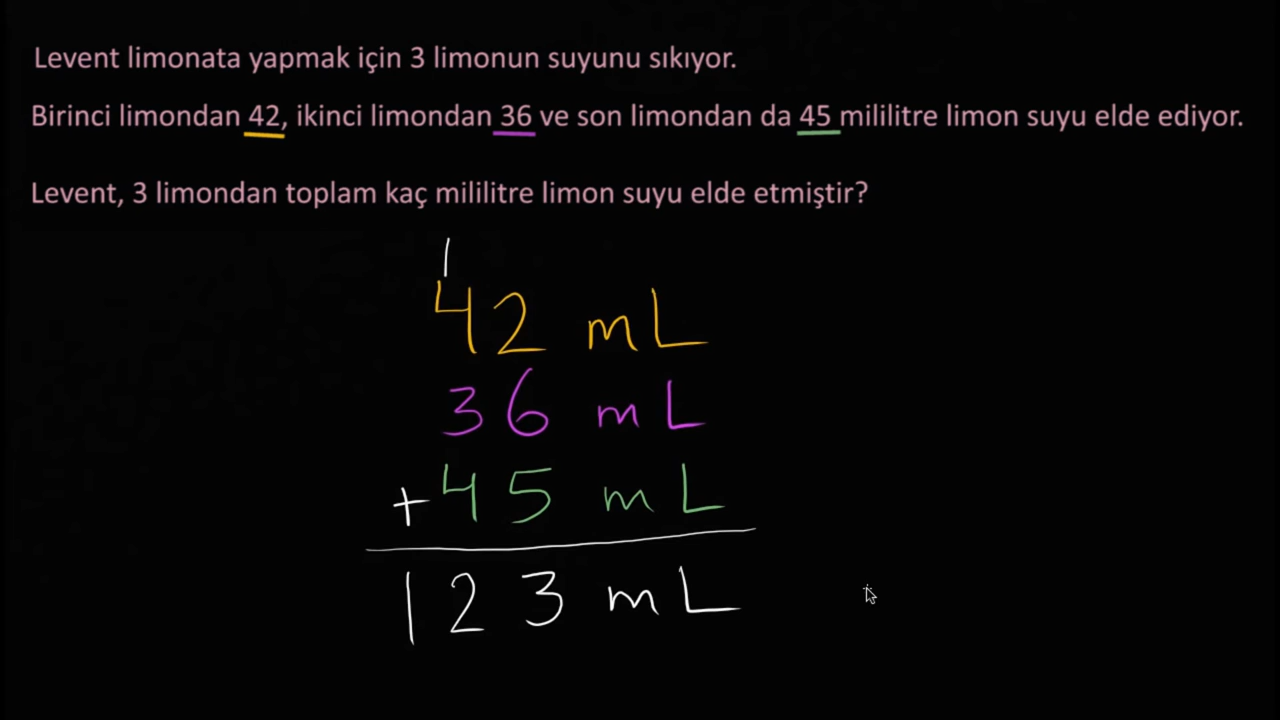 Levent limonata yapmak için 3 limonun suyunu sıkıyor.
Birinci limondan 42, ikinci limondan 36 ve son limondan da 45 mililitre limon suyu elde ediyor.
Levent, 3 limondan toplam kaç mililitre limon suyu elde etmiştir?
1
42 mL
36 mL
+45 mL
123 mL